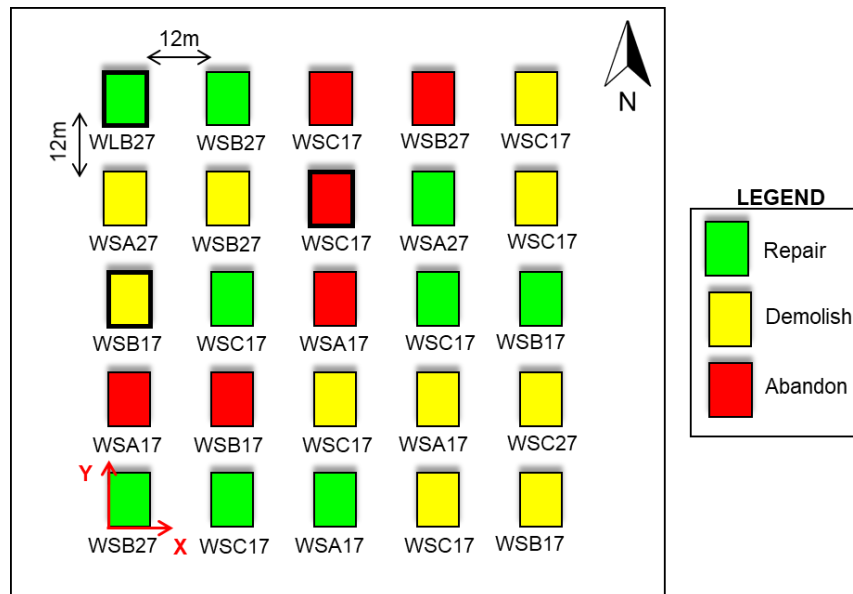 12m
N
12m
WLB27 WSB27 WSC17 WSB27 WSC17
WSA27 WSB27 WSC17 WSA27 WSC17
WSB17 WSC17 WSA17 WSC17 WSB17
WSA17 WSB17 WSC17 WSA17 WSC27
Y
X
WSB27 WSC17 WSA17 WSC17 WSB17
LEGEND
Repair
Demolish
Abandon